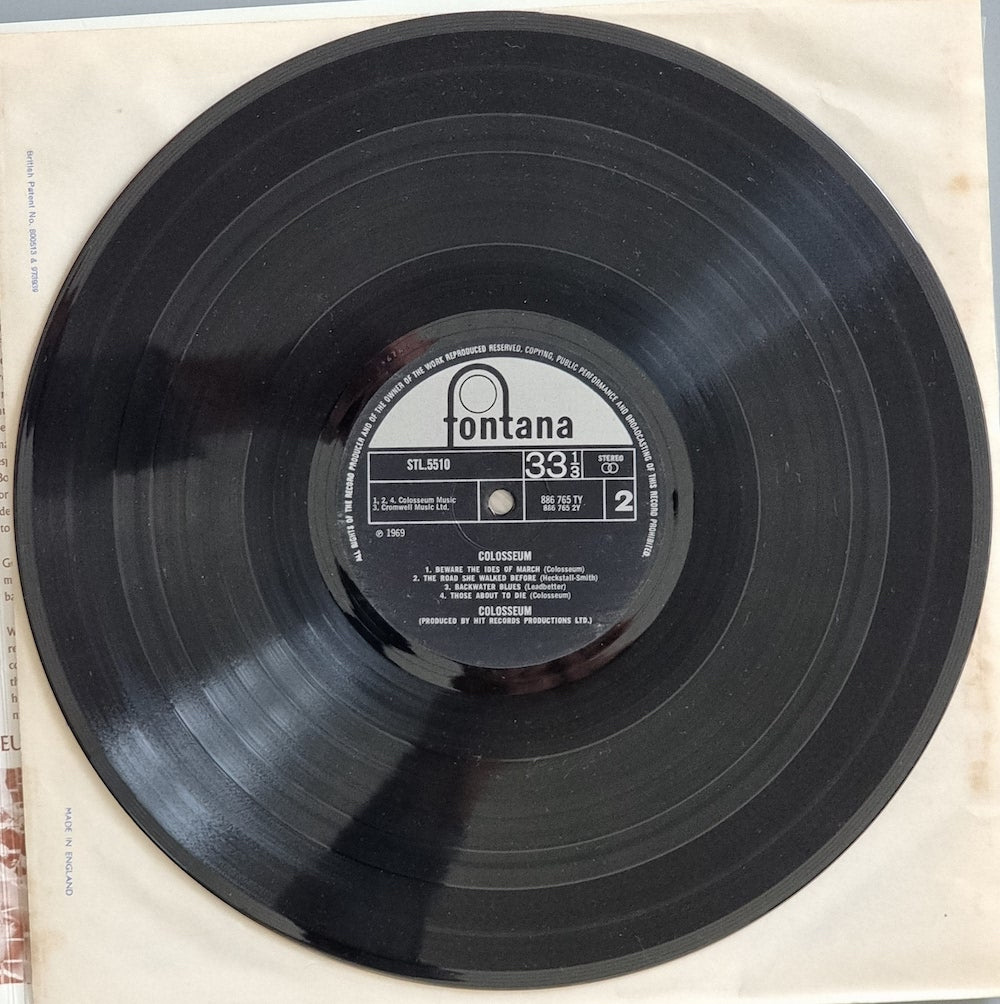 British Patent No. 800513 & 973939
ALL RIGHTS OF THE RECORD PRODUCER AND OF THE OWNER OF THE WORK REPRODUCED RESERVED. COPYING, PUBLIC PERFORMANCE AND BROADCASTING OF THIS RECORD PROHIBITED.
fontana
STL.5510
33 1/3
STEREO
1, 2, 4. Colosseum Music
3. Cromwell Music Ltd.
886 765 TY
886 765 2Y
2
℗ 1969
COLOSSEUM
1. BEWARE THE IDES OF MARCH (Colosseum)
2. THE ROAD SHE WALKED BEFORE (Heckstall-Smith)
3. BACKWATER BLUES (Leadbetter)
4. THOSE ABOUT TO DIE (Colosseum)
COLOSSEUM
(PRODUCED BY HIT RECORDS PRODUCTIONS LTD.)
MADE IN ENGLAND